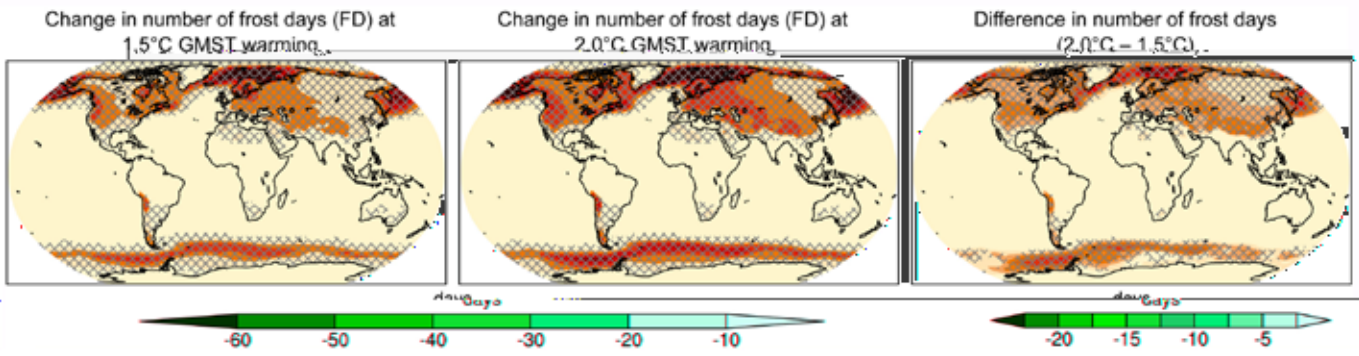 Change in number of frost days (FD) at
1.5°C GMST warming
Change in number of frost days (FD) at
2.0°C GMST warming
Difference in number of frost days
(2.0°C – 1.5°C)
days
days
-60 -50 -40 -30 -20 -10
-20 -15 -10 -5